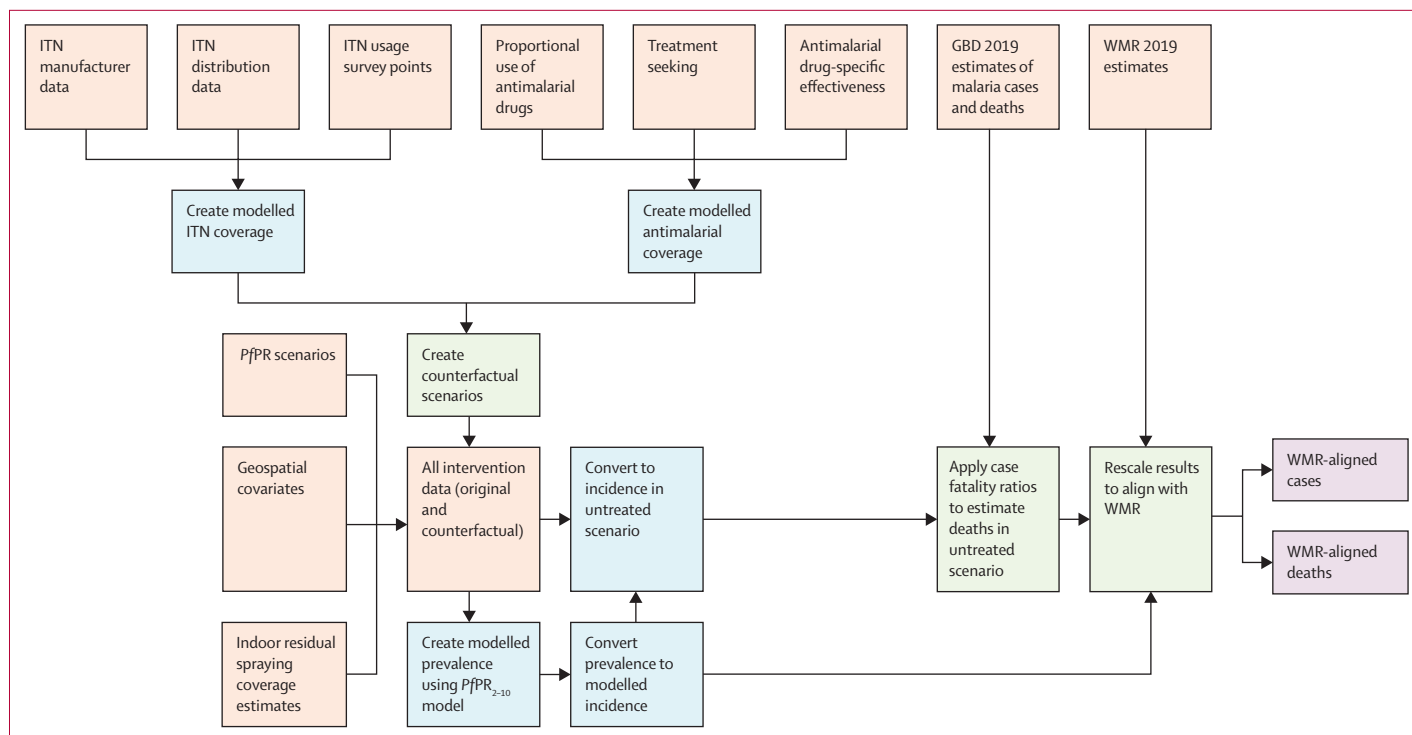 ITN
manufacturer
data
ITN
distribution
data
ITN usage
survey points
Proportional
use of
antimalarial
drugs
Treatment
seeking
Antimalarial
drug-specific
effectiveness
GBD 2019
estimates of
malaria cases
and deaths
WMR 2019
estimates
Create modelled
ITN coverage
Create modelled
antimalarial
coverage
PfPR scenarios
Create
counterfactual
scenarios
Geospatial
covariates
All intervention
data (original
and
counterfactual)
Convert to
incidence in
untreated
scenario
Apply case
fatality ratios
to estimate
deaths in
untreated
scenario
Rescale results
to align with
WMR
WMR-aligned
cases
WMR-aligned
deaths
Indoor residual
spraying
coverage
estimates
Create modelled
prevalence
using PfPR2–10
model
Convert
prevalence to
modelled
incidence